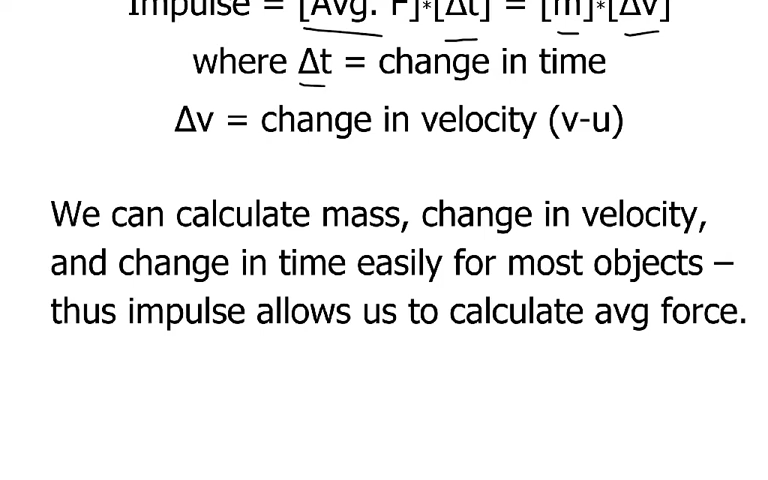 Impulse = [Avg. F]*[Δt] = [m]*[Δv]
where Δt = change in time
Δv = change in velocity (v-u)
We can calculate mass, change in velocity,
and change in time easily for most objects –
thus impulse allows us to calculate avg force.